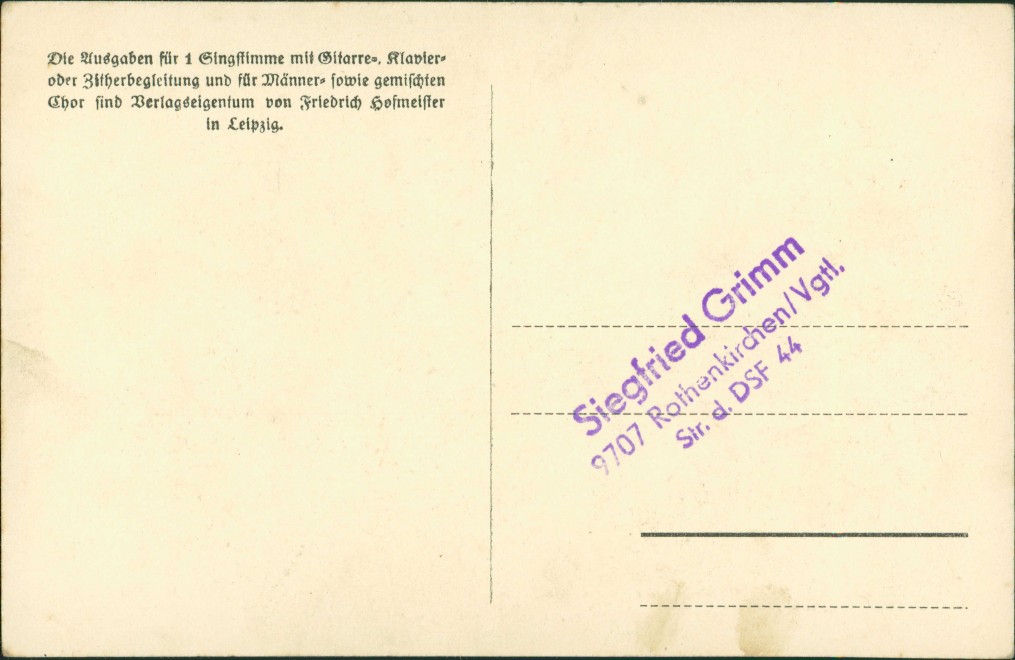 Die Ausgaben für 1 Singstimme mit Gitarre-, Klavier-
oder Zitherbegleitung und für Männer- sowie gemischten
Chor sind Verlagseigentum von Friedrich Hofmeister
in Leipzig.
Siegfried Grimm
9707 Rothenkirchen/Vgtl.
Str. d. DSF 44